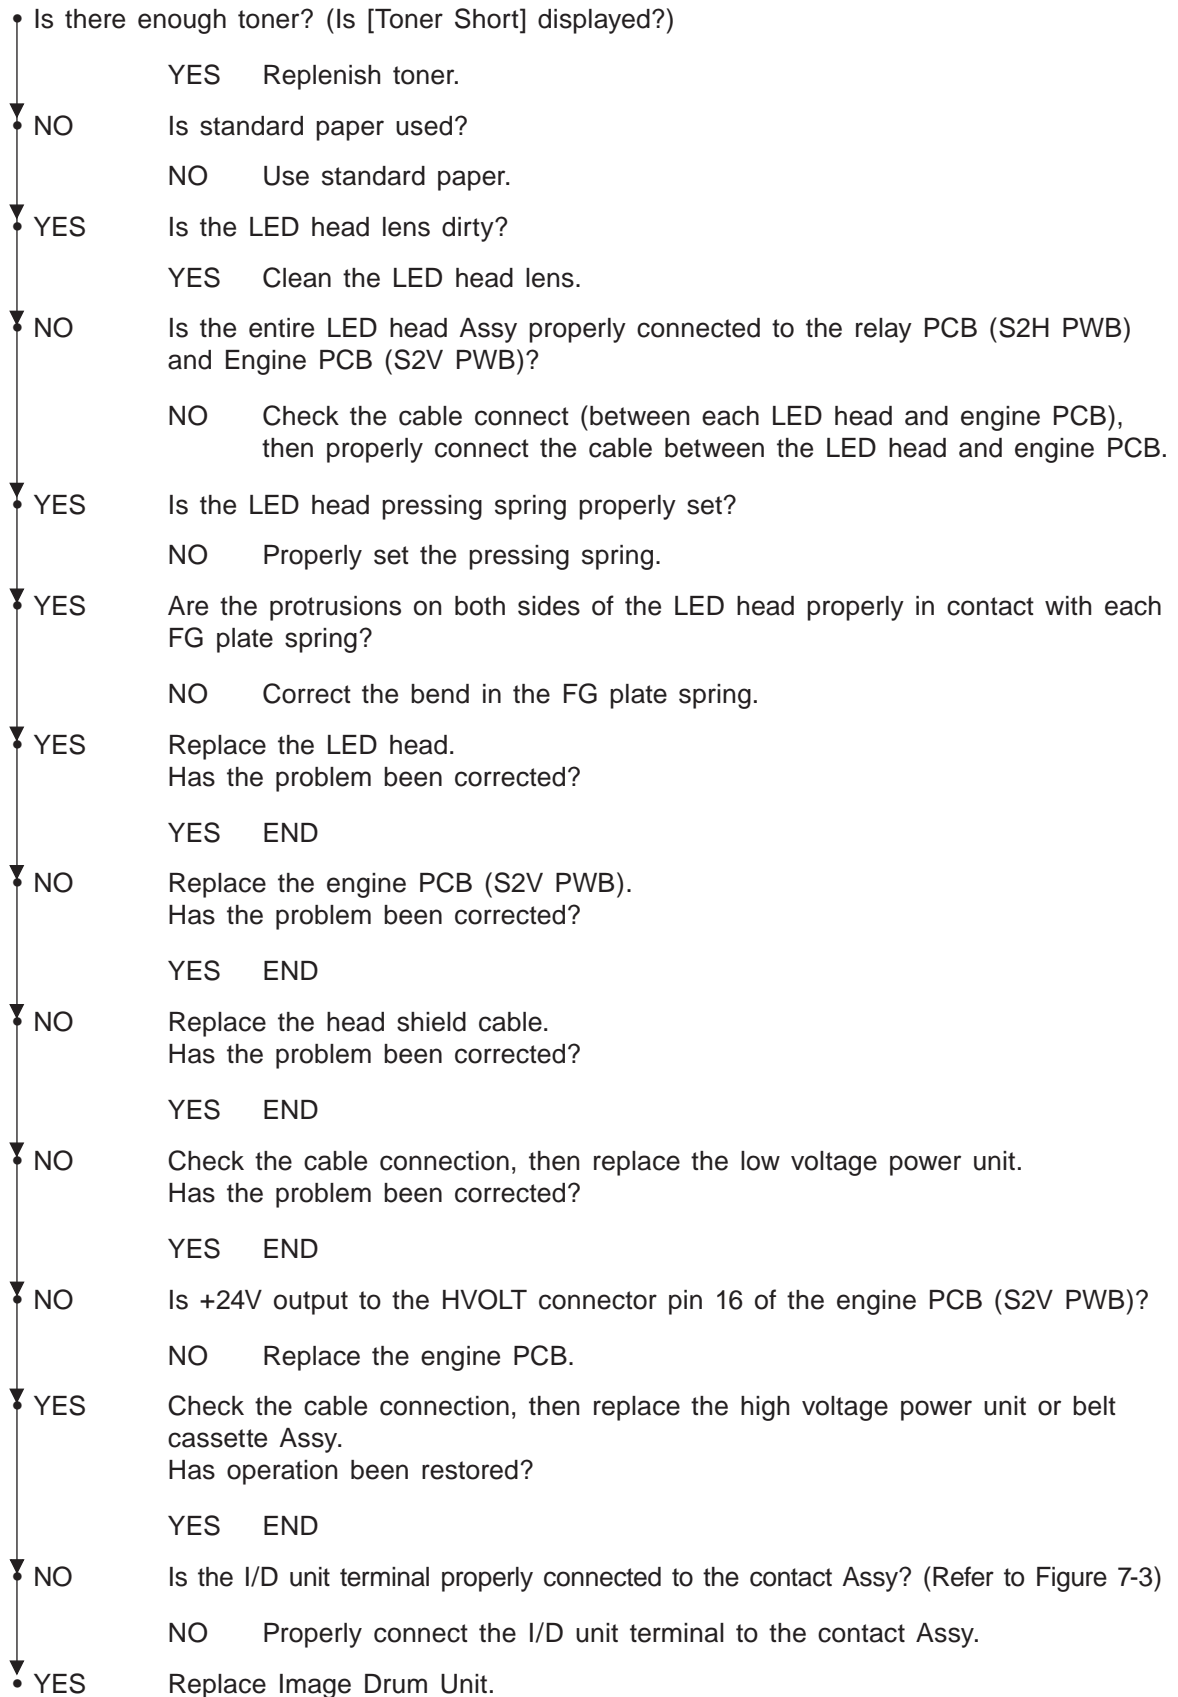 • Is there enough toner? (Is [Toner Short] displayed?)
YES Replenish toner.
• NO Is standard paper used?
NO Use standard paper.
• YES Is the LED head lens dirty?
YES Clean the LED head lens.
• NO Is the entire LED head Assy properly connected to the relay PCB (S2H PWB)
and Engine PCB (S2V PWB)?
NO Check the cable connect (between each LED head and engine PCB),
then properly connect the cable between the LED head and engine PCB.
• YES Is the LED head pressing spring properly set?
NO Properly set the pressing spring.
• YES Are the protrusions on both sides of the LED head properly in contact with each
FG plate spring?
NO Correct the bend in the FG plate spring.
• YES Replace the LED head.
Has the problem been corrected?
YES END
• NO Replace the engine PCB (S2V PWB).
Has the problem been corrected?
YES END
• NO Replace the head shield cable.
Has the problem been corrected?
YES END
• NO Check the cable connection, then replace the low voltage power unit.
Has the problem been corrected?
YES END
• NO Is +24V output to the HVOLT connector pin 16 of the engine PCB (S2V PWB)?
NO Replace the engine PCB.
• YES Check the cable connection, then replace the high voltage power unit or belt
cassette Assy.
Has operation been restored?
YES END
• NO Is the I/D unit terminal properly connected to the contact Assy? (Refer to Figure 7-3)
NO Properly connect the I/D unit terminal to the contact Assy.
• YES Replace Image Drum Unit.